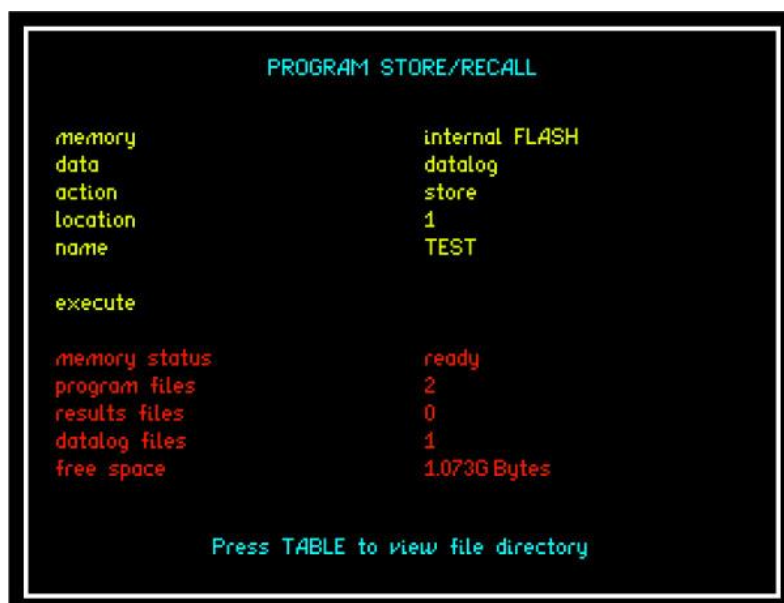 PROGRAM STORE/RECALL
memory internal FLASH
data datalog
action store
location 1
name TEST
execute
memory status ready
program files 2
results files 0
datalog files 1
free space 1.073G Bytes
Press TABLE to view file directory